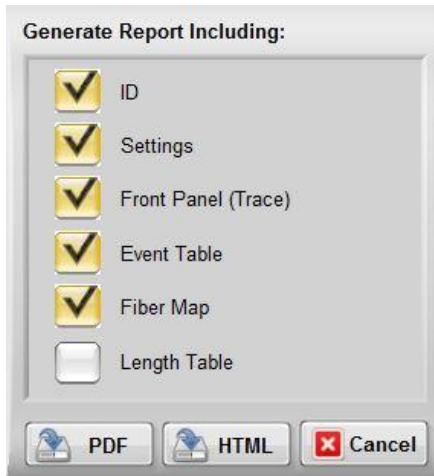 Generate Report Including:
ID
Settings
Front Panel (Trace)
Event Table
Fiber Map
Length Table
PDF HTML Cancel